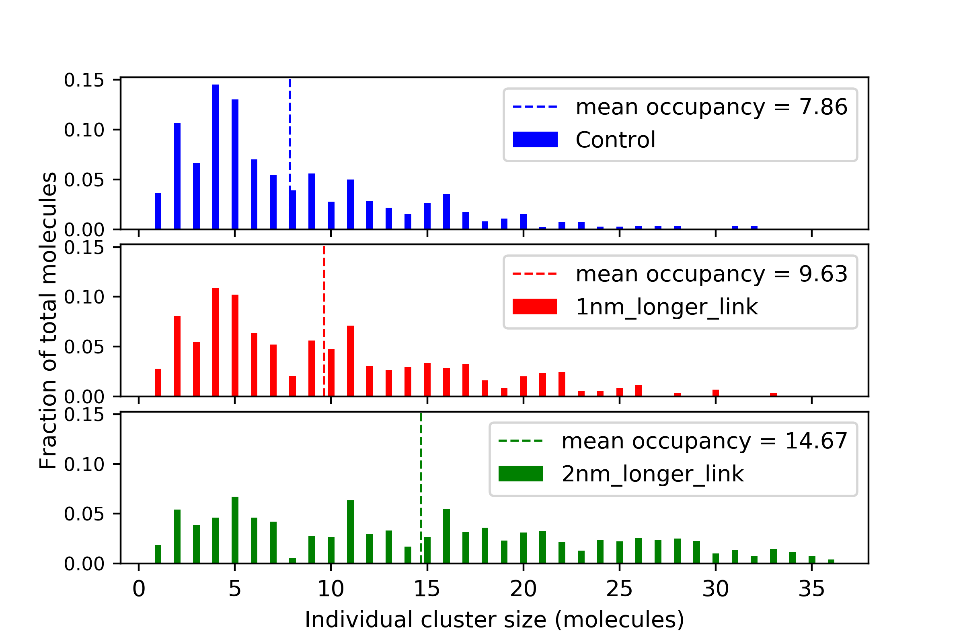 0.15
0.10
0.05
0.00
mean occupancy = 7.86
Control
0.15
0.10
0.05
0.00
mean occupancy = 9.63
1nm_longer_link
0.15
0.10
0.05
0.00
mean occupancy = 14.67
2nm_longer_link
Fraction of total molecules
0 5 10 15 20 25 30 35
Individual cluster size (molecules)